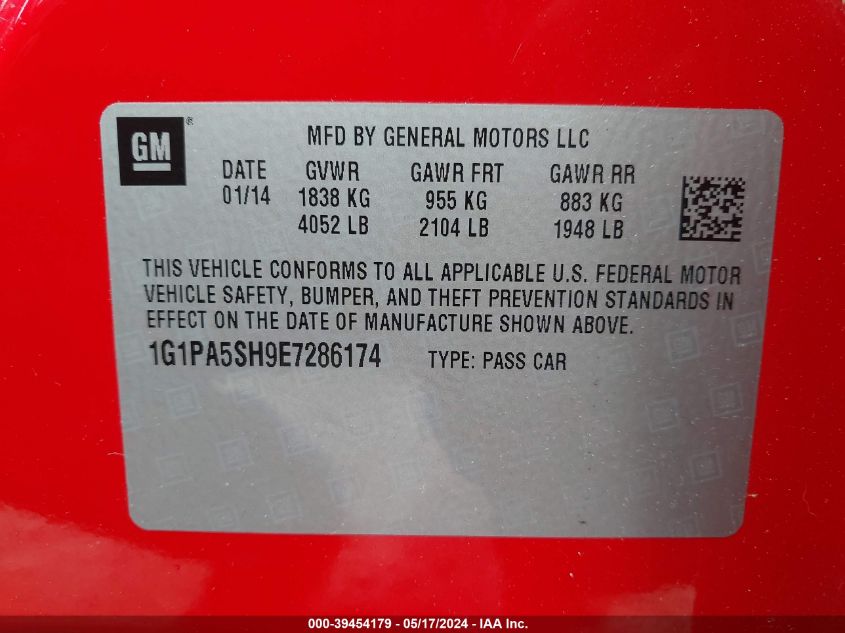 GM ®
MFD BY GENERAL MOTORS LLC
DATE GVWR GAWR FRT GAWR RR
01/14 1838 KG 955 KG 883 KG
4052 LB 2104 LB 1948 LB
THIS VEHICLE CONFORMS TO ALL APPLICABLE U.S. FEDERAL MOTOR
VEHICLE SAFETY, BUMPER, AND THEFT PREVENTION STANDARDS IN
EFFECT ON THE DATE OF MANUFACTURE SHOWN ABOVE.
1G1PA5SH9E7286174 TYPE: PASS CAR
000-39454179 — 05/17/2024 — IAA Inc.